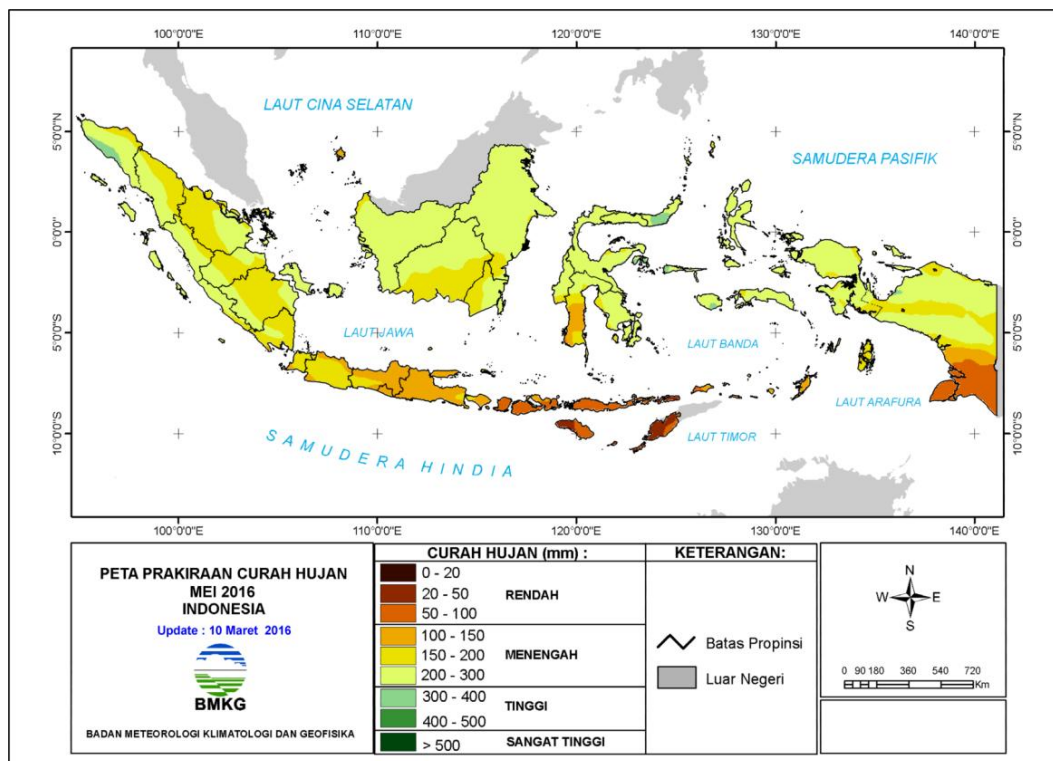 100°0'0"E 110°0'0"E 120°0'0"E 130°0'0"E 140°0'0"E
LAUT CINA SELATAN
5°0'0"N 5°0'0"N
SAMUDERA PASIFIK
0°0'0" 0°0'0"
LAUT JAWA
LAUT BANDA
5°0'0"S 5°0'0"S
LAUT ARAFURA
10°0'0"S 10°0'0"S
LAUT TIMOR
SAMUDERA HINDIA
100°0'0"E 110°0'0"E 120°0'0"E 130°0'0"E 140°0'0"E
PETA PRAKIRAAN CURAH HUJAN
MEI 2016
INDONESIA
Update : 10 Maret 2016
BMKG
BADAN METEOROLOGI KLIMATOLOGI DAN GEOFISIKA
CURAH HUJAN (mm) :
0 - 20
20 - 50 RENDAH
50 - 100
100 - 150
150 - 200 MENENGAH
200 - 300
300 - 400 TINGGI
400 - 500
> 500 SANGAT TINGGI
KETERANGAN:
Batas Propinsi
Luar Negeri
N
W E
S
0 90 180 360 540 720
Km